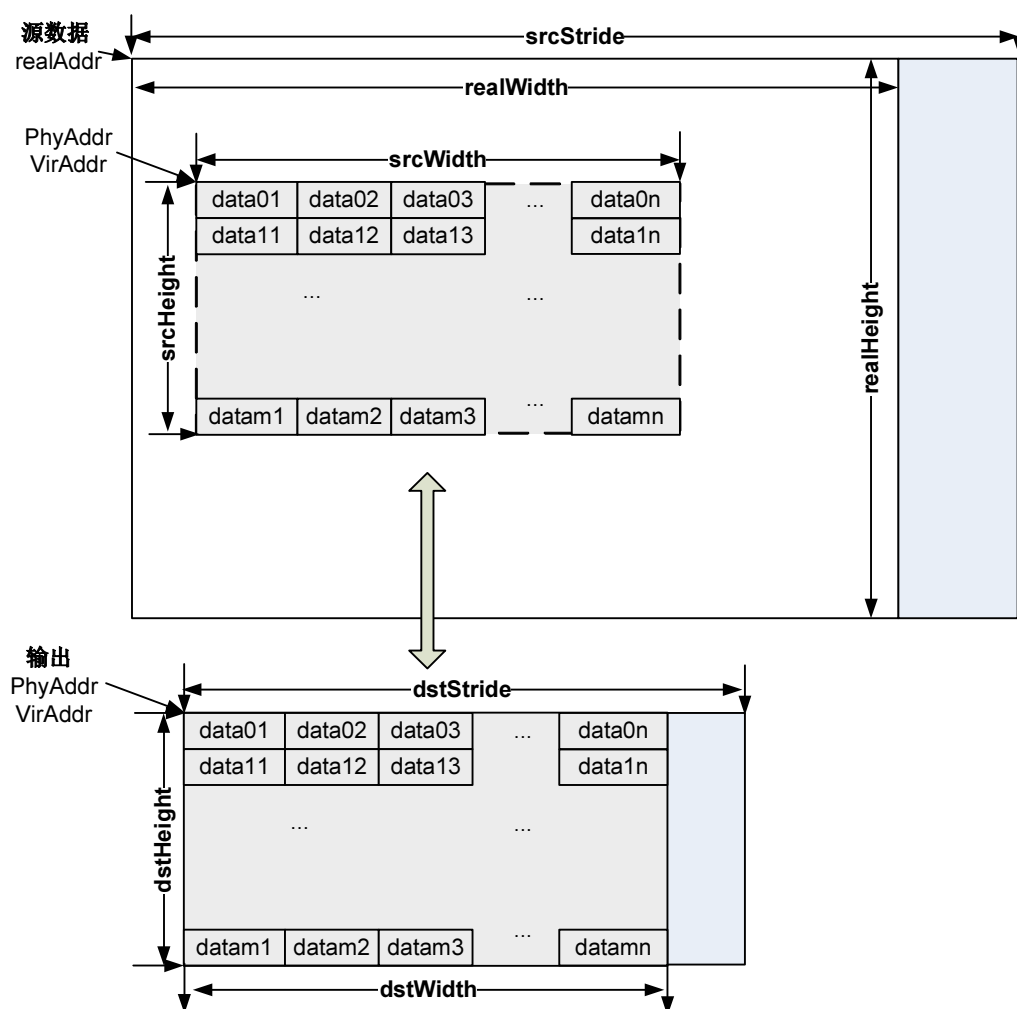 源数据
realAddr
srcStride
realWidth
PhyAddr
VirAddr
srcWidth
data01 data02 data03 ... data0n
data11 data12 data13 data1n
srcHeight
... ...
realHeight
datam1 datam2 datam3 ... datamn
输出
PhyAddr
VirAddr
dstStride
data01 data02 data03 ... data0n
data11 data12 data13 data1n
dstHeight
... ...
datam1 datam2 datam3 ... datamn
dstWidth